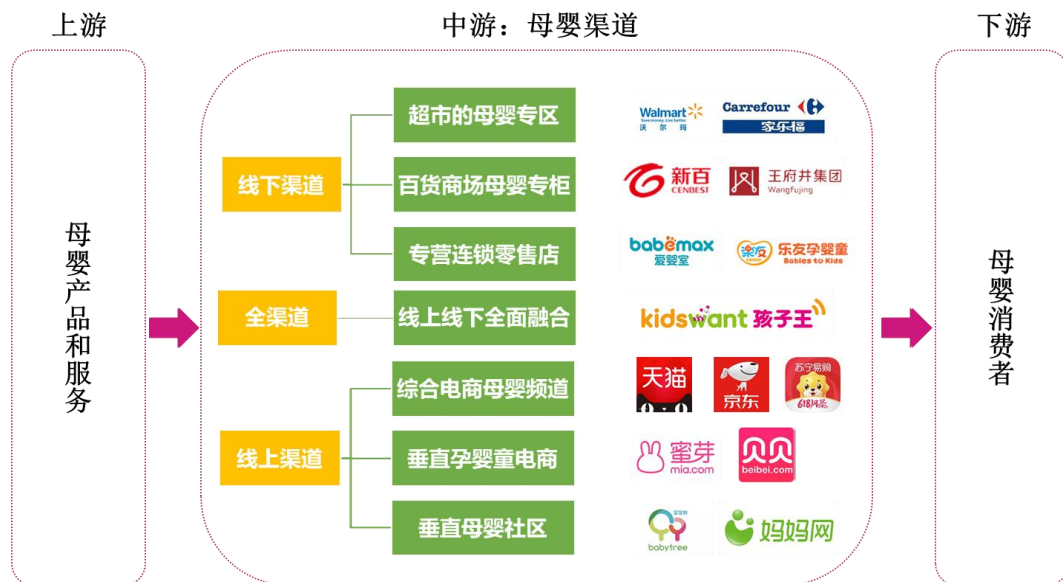 上游
中游：母婴渠道
下游
母婴产品和服务
线下渠道
超市的母婴专区
Walmart
Save money. Live better.
沃尔玛
Carrefour
家乐福
百货商场母婴专柜
新百
CENBEST
王府井集团
Wangfujing
专营连锁零售店
babemax
爱婴室
乐友
乐友孕婴童
Babies to Kids
全渠道
线上线下全面融合
kidswant 孩子王
线上渠道
综合电商母婴频道
天猫
京东
苏宁易购
垂直孕婴童电商
蜜芽
mia.com
贝贝
beibei.com
垂直母婴社区
宝宝树
babytree
妈妈网
母婴消费者